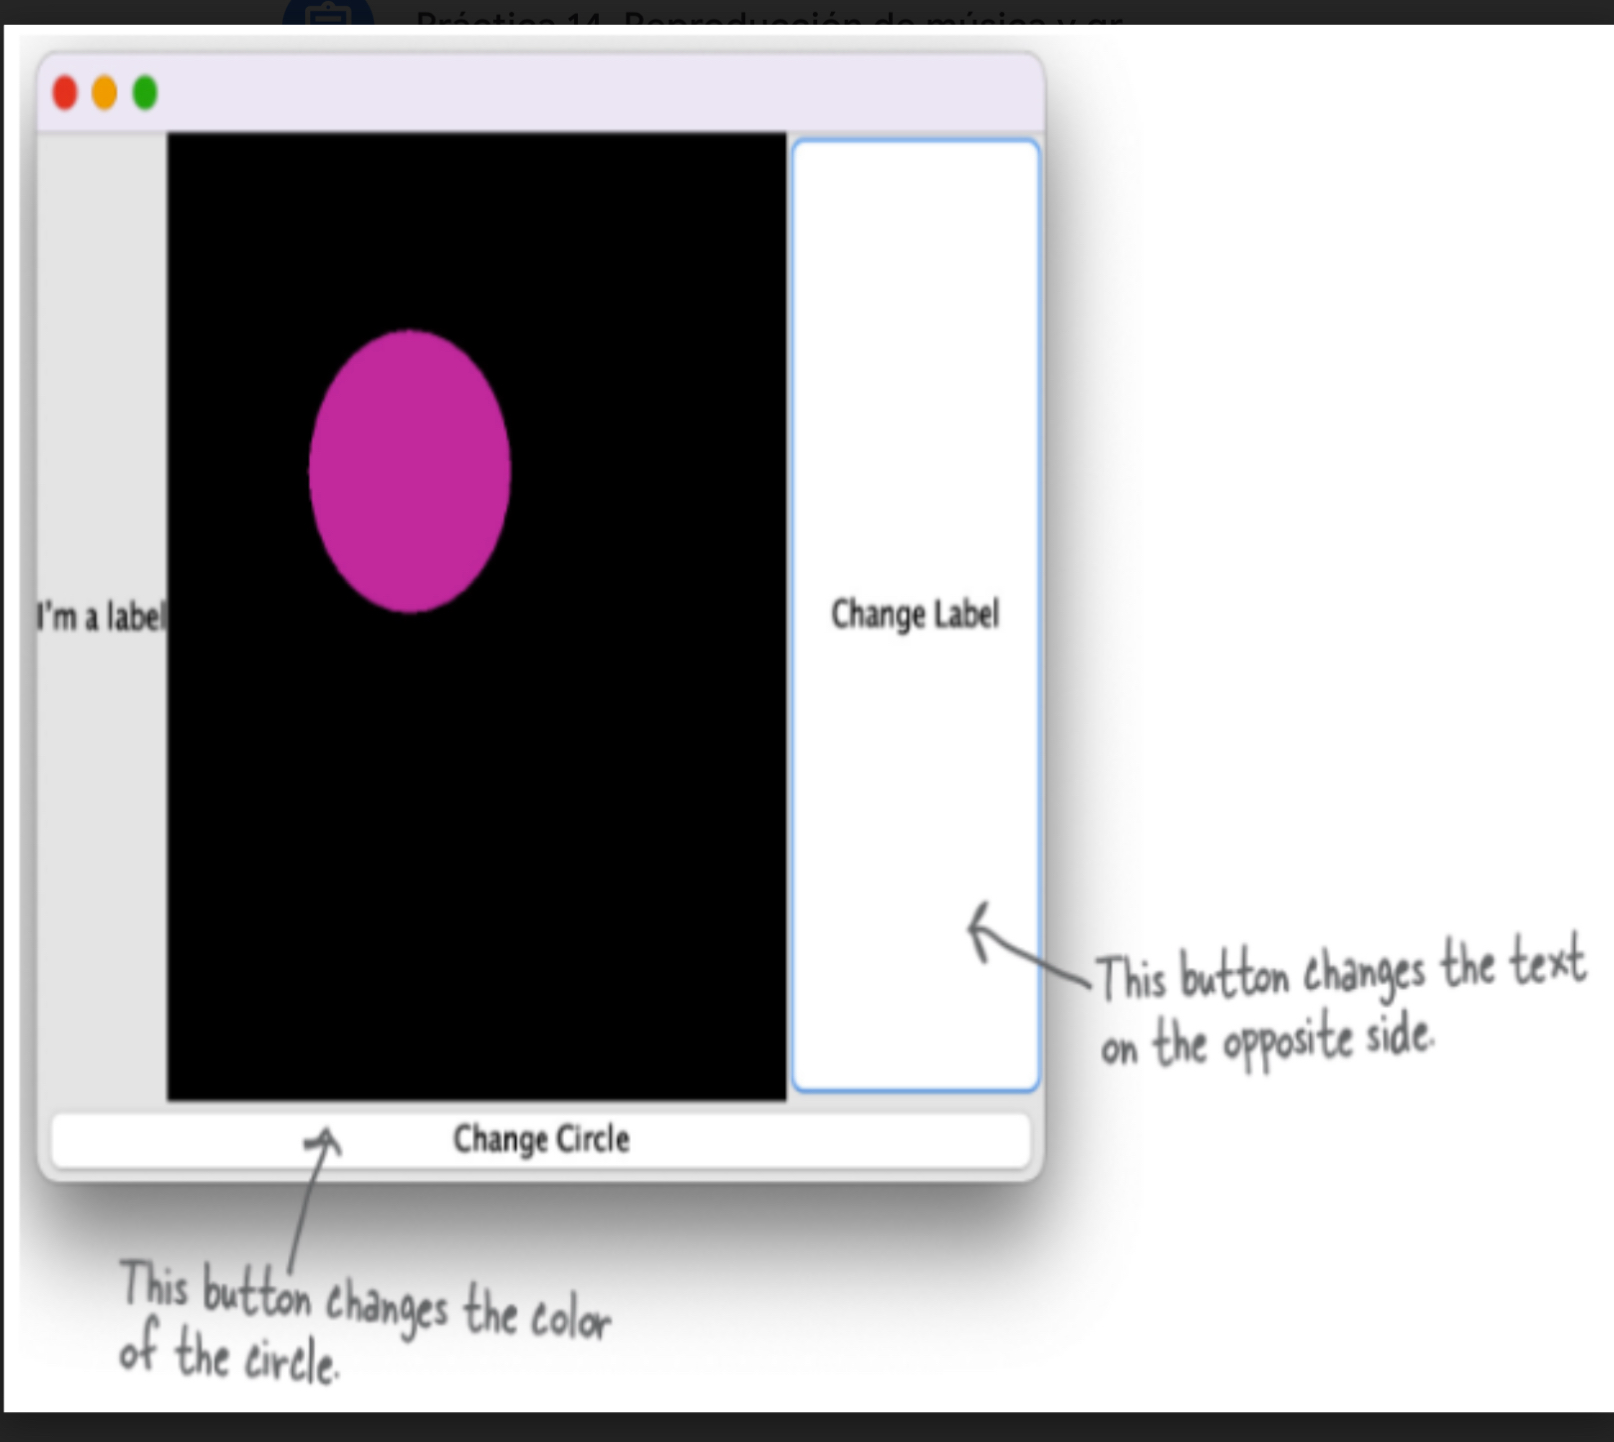 Práctica 14. Reproducción de música y gr
I'm a label
Change Label
This button changes the text
on the opposite side.
Change Circle
This button changes the color
of the circle.